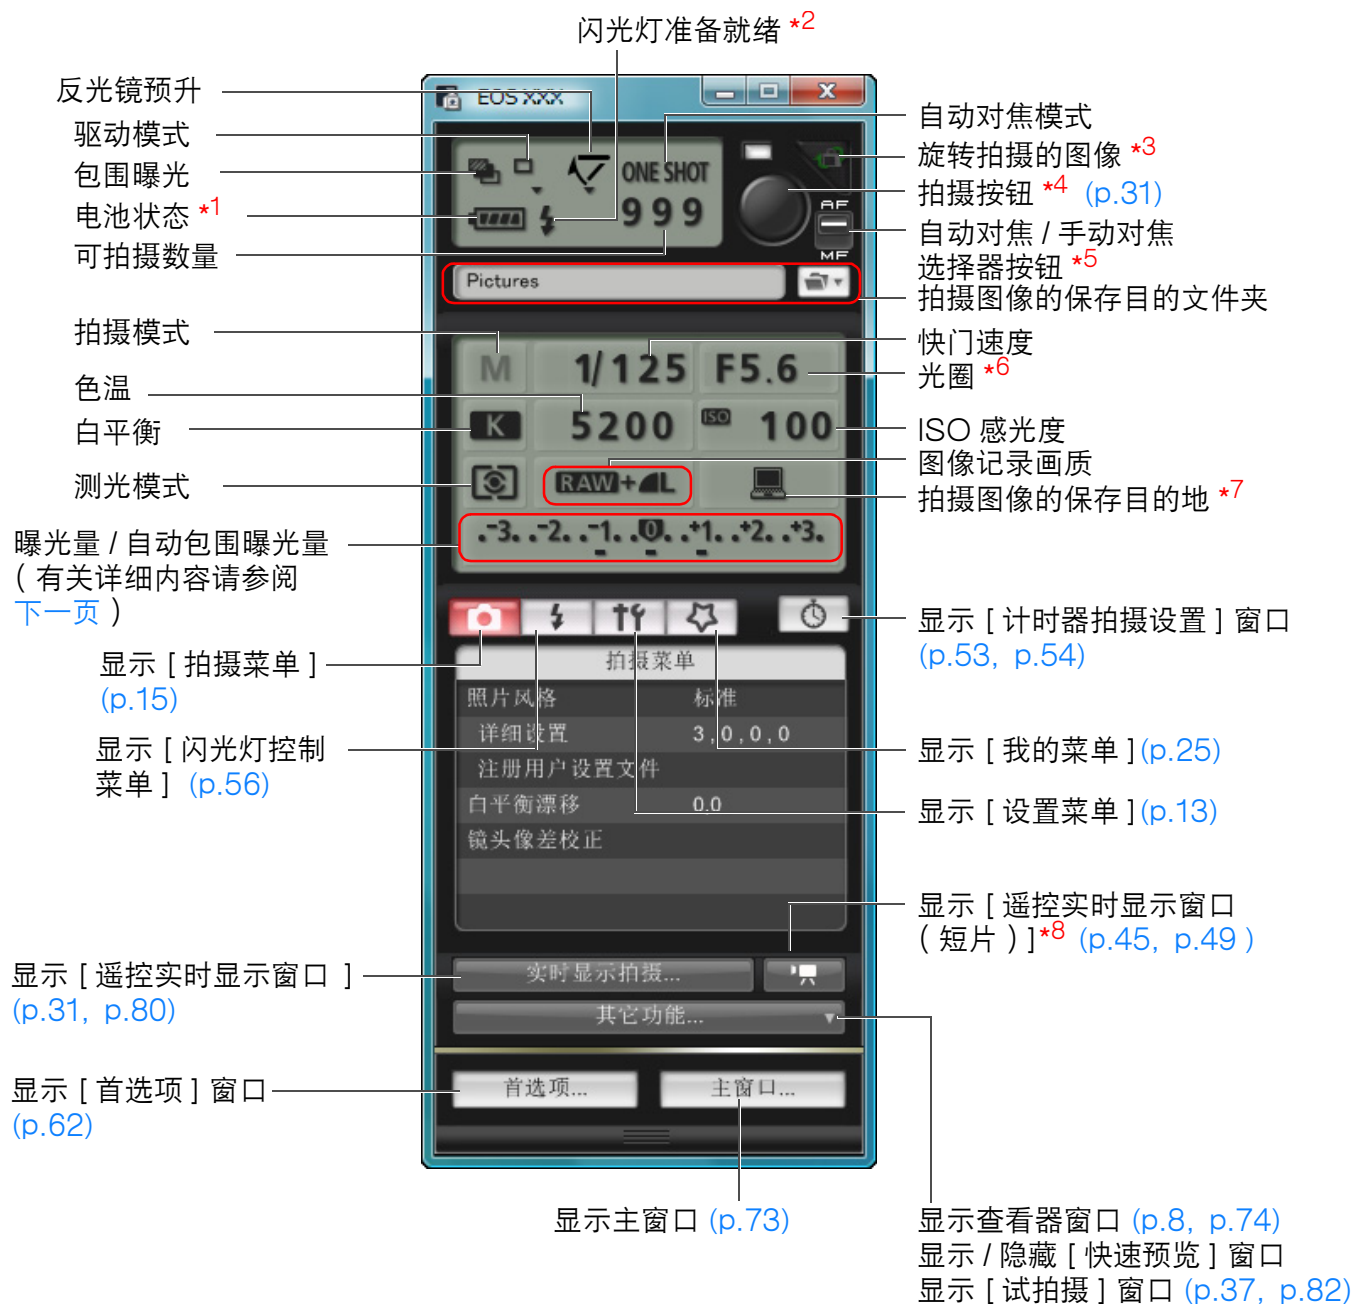 闪光灯准备就绪 *2
反光镜预升
驱动模式
包围曝光
电池状态 *1
可拍摄数量
拍摄模式
色温
白平衡
测光模式
曝光量 / 自动包围曝光量
( 有关详细内容请参阅
下一页 )
显示 [ 拍摄菜单 ]
(p.15)
显示 [ 闪光灯控制
菜单 ] (p.56)
显示 [ 遥控实时显示窗口 ]
(p.31, p.80)
显示 [ 首选项 ] 窗口
(p.62)
EOS XXX
ONE SHOT
999
AF
MF
Pictures
M 1/125 F5.6
K 5200 ISO 100
RAW+L
-3..-2..-1..0..+1..+2..+3.
拍摄菜单
照片风格 标准
详细设置 3,0,0,0
注册用户设置文件
白平衡漂移 0,0
镜头像差校正
实时显示拍摄...
其它功能...
首选项... 主窗口...
自动对焦模式
旋转拍摄的图像 *3
拍摄按钮 *4 (p.31)
自动对焦 / 手动对焦
选择器按钮 *5
拍摄图像的保存目的文件夹
快门速度
光圈 *6
ISO 感光度
图像记录画质
拍摄图像的保存目的地 *7
显示 [ 计时器拍摄设置 ] 窗口
(p.53, p.54)
显示 [ 我的菜单 ] (p.25)
显示 [ 设置菜单 ] (p.13)
显示 [ 遥控实时显示窗口
( 短片 ) ]*8 (p.45, p.49 )
显示主窗口 (p.73)
显示查看器窗口 (p.8, p.74)
显示 / 隐藏 [ 快速预览 ] 窗口
显示 [ 试拍摄 ] 窗口 (p.37, p.82)